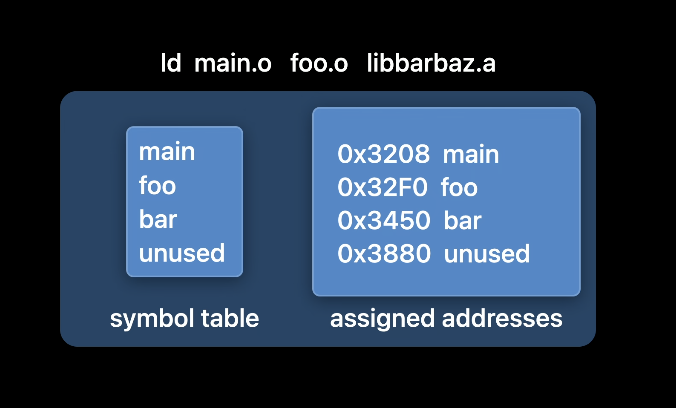 ld main.o foo.o libbarbaz.a
main
foo
bar
unused
symbol table
0x3208 main
0x32F0 foo
0x3450 bar
0x3880 unused
assigned addresses